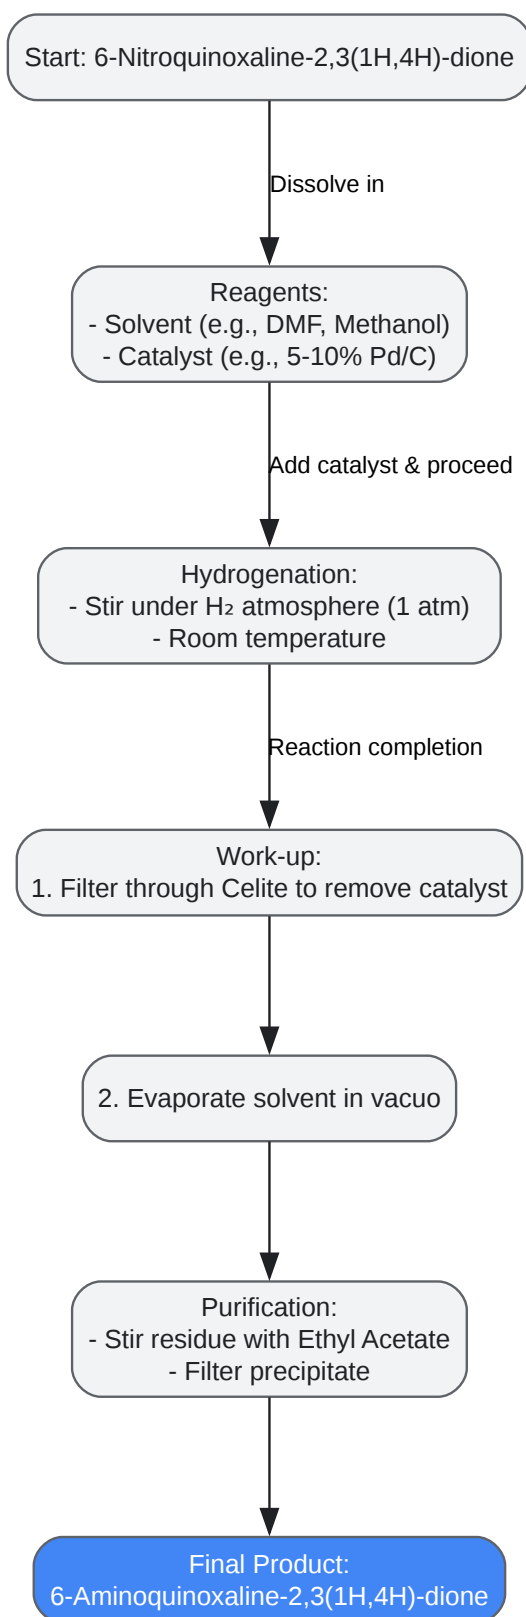 Start: 6-Nitroquinoxaline-2,3(1H,4H)-dione
Dissolve in
Reagents:
- Solvent (e.g., DMF, Methanol)
- Catalyst (e.g., 5-10% Pd/C)
Add catalyst & proceed
Hydrogenation:
- Stir under H₂ atmosphere (1 atm)
- Room temperature
Reaction completion
Work-up:
1. Filter through Celite to remove catalyst
2. Evaporate solvent in vacuo
Purification:
- Stir residue with Ethyl Acetate
- Filter precipitate
Final Product:
6-Aminoquinoxaline-2,3(1H,4H)-dione